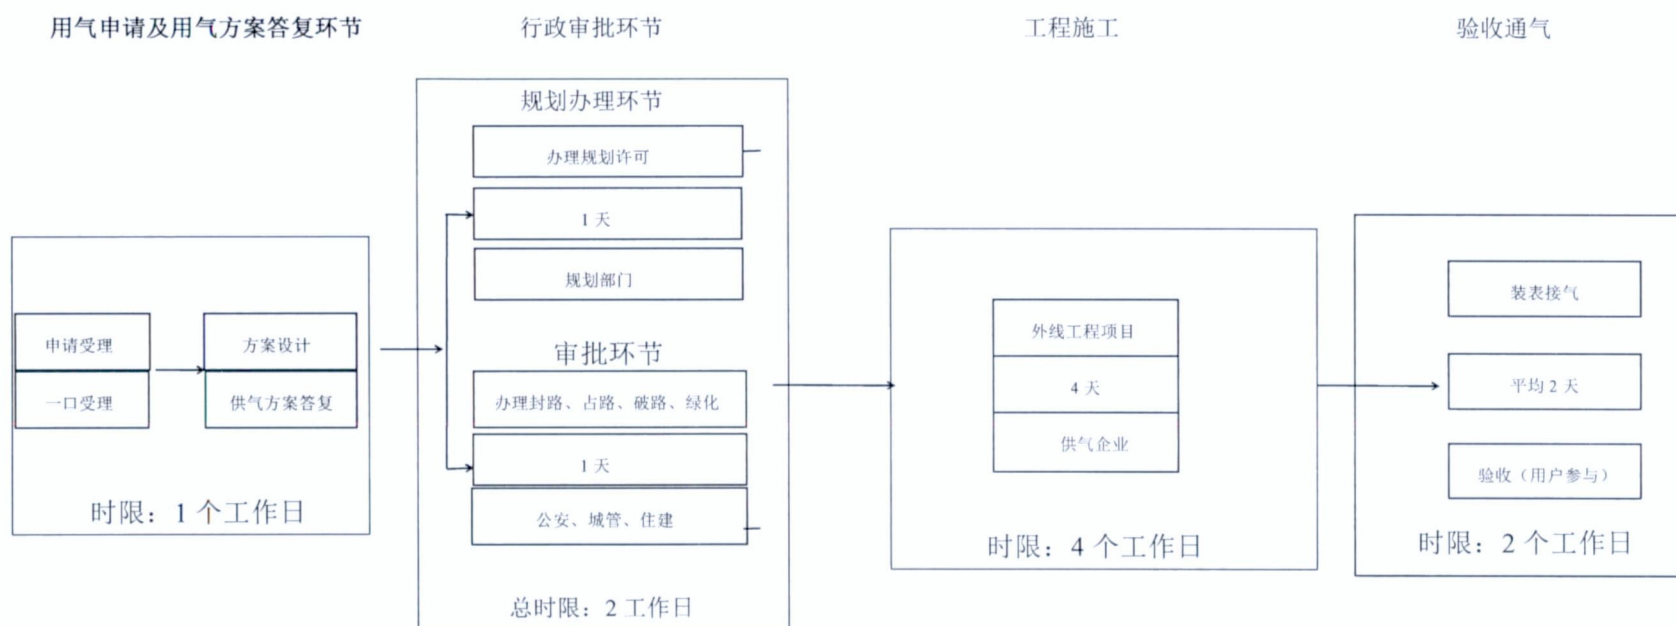 用气申请及用气方案答复环节
行政审批环节
工程施工
验收通气
申请受理
一口受理
方案设计
供气方案答复
时限：1 个工作日
规划办理环节
办理规划许可
1 天
规划部门
审批环节
办理封路、占路、破路、绿化
1 天
公安、城管、住建
总时限：2 工作日
外线工程项目
4 天
供气企业
时限：4 个工作日
装表接气
平均 2 天
验收（用户参与）
时限：2 个工作日